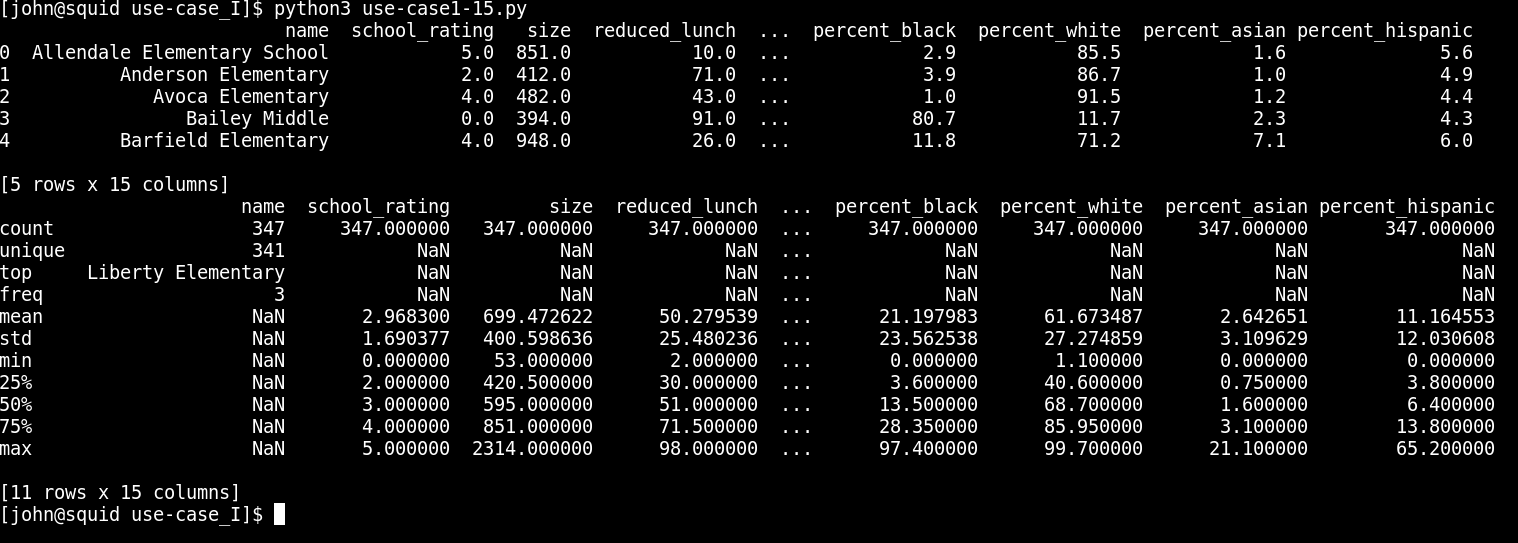 [john@squid use-case_I]$ python3 use-case1-15.py
name school_rating size reduced_lunch ... percent_black percent_white percent_asian percent_hispanic
0 Allendale Elementary School 5.0 851.0 10.0 ... 2.9 85.5 1.6 5.6
1 Anderson Elementary 2.0 412.0 71.0 ... 3.9 86.7 1.0 4.9
2 Avoca Elementary 4.0 482.0 43.0 ... 1.0 91.5 1.2 4.4
3 Bailey Middle 0.0 394.0 91.0 ... 80.7 11.7 2.3 4.3
4 Barfield Elementary 4.0 948.0 26.0 ... 11.8 71.2 7.1 6.0
[5 rows x 15 columns]
name school_rating size reduced_lunch ... percent_black percent_white percent_asian percent_hispanic
count 347 347.000000 347.000000 347.000000 ... 347.000000 347.000000 347.000000 347.000000
unique 341 NaN NaN NaN ... NaN NaN NaN NaN
top Liberty Elementary NaN NaN NaN ... NaN NaN NaN NaN
freq 3 NaN NaN NaN ... NaN NaN NaN NaN
mean NaN 2.968300 699.472622 50.279539 ... 21.197983 61.673487 2.642651 11.164553
std NaN 1.690377 400.598636 25.480236 ... 23.562538 27.274859 3.109629 12.030608
min NaN 0.000000 53.000000 2.000000 ... 0.000000 1.100000 0.000000 0.000000
25% NaN 2.000000 420.500000 30.000000 ... 3.600000 40.600000 0.750000 3.800000
50% NaN 3.000000 595.000000 51.000000 ... 13.500000 68.700000 1.600000 6.400000
75% NaN 4.000000 851.000000 71.500000 ... 28.350000 85.950000 3.100000 13.800000
max NaN 5.000000 2314.000000 98.000000 ... 97.400000 99.700000 21.100000 65.200000
[11 rows x 15 columns]
[john@squid use-case_I]$